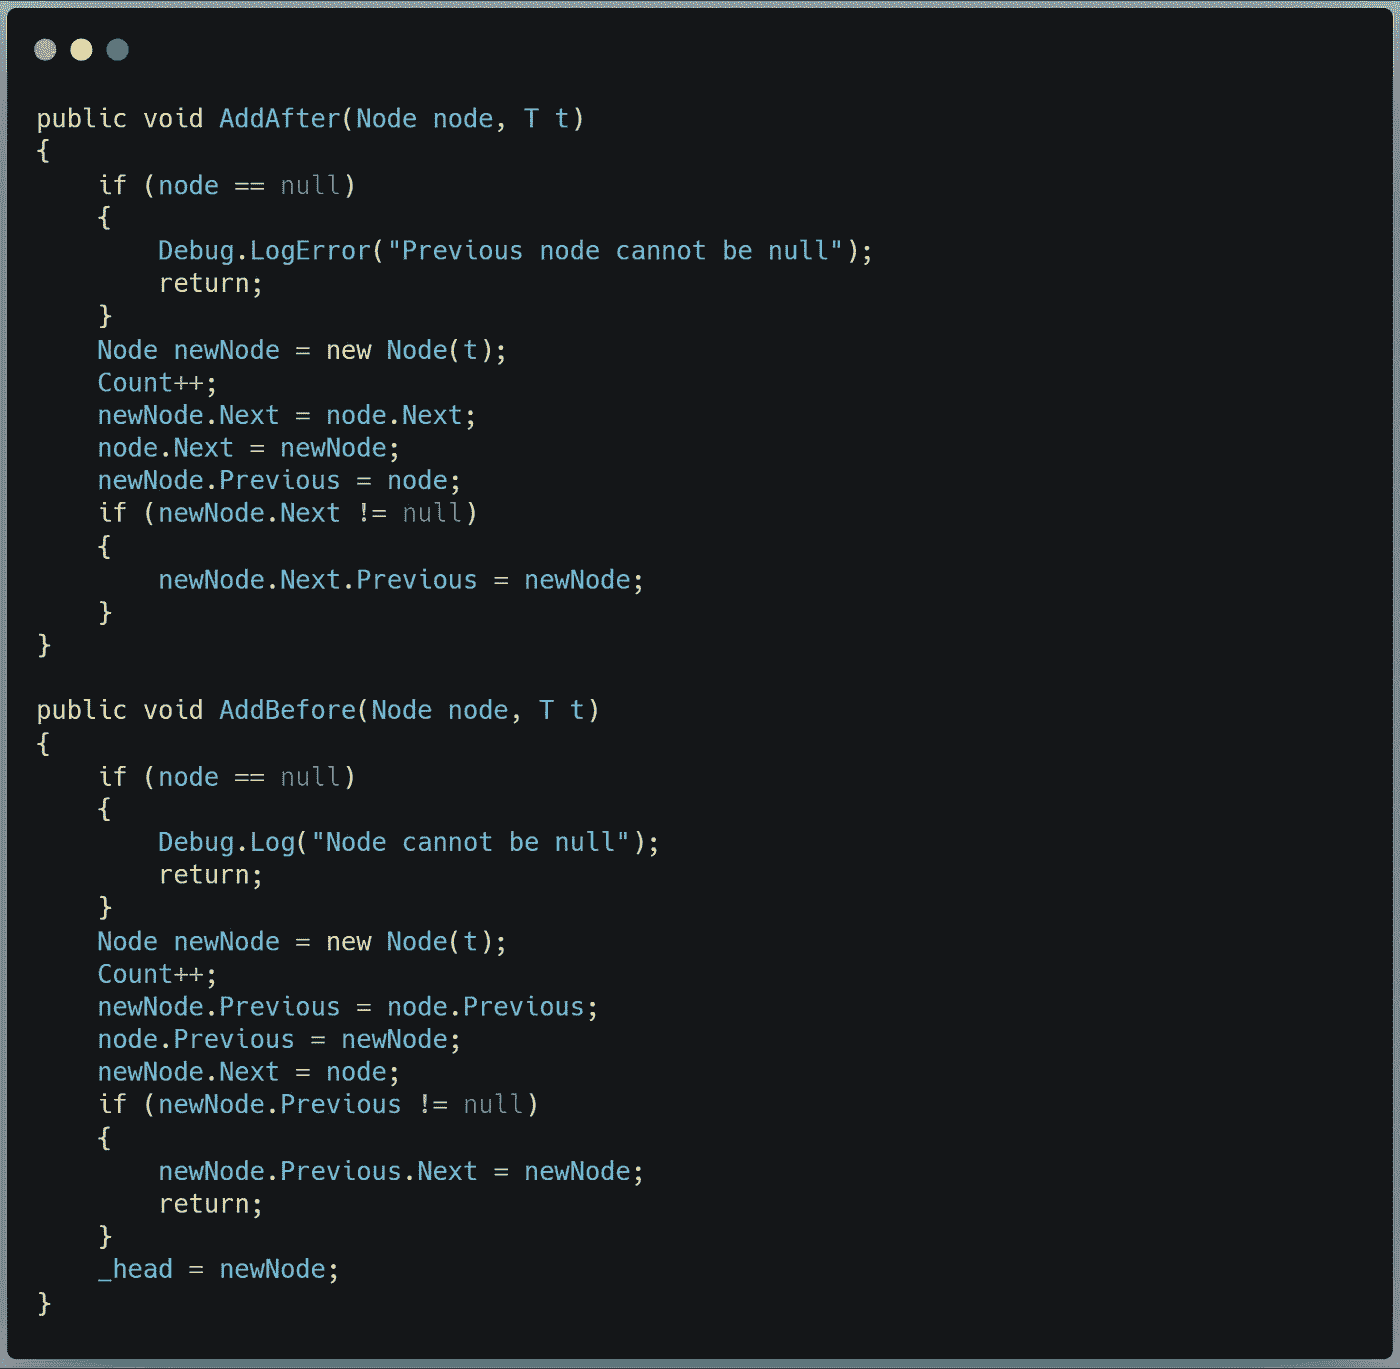 public void AddAfter(Node node, T t)
{
    if (node == null)
    {
        Debug.LogError("Previous node cannot be null");
        return;
    }
    Node newNode = new Node(t);
    Count++;
    newNode.Next = node.Next;
    node.Next = newNode;
    newNode.Previous = node;
    if (newNode.Next != null)
    {
        newNode.Next.Previous = newNode;
    }
}

public void AddBefore(Node node, T t)
{
    if (node == null)
    {
        Debug.Log("Node cannot be null");
        return;
    }
    Node newNode = new Node(t);
    Count++;
    newNode.Previous = node.Previous;
    node.Previous = newNode;
    newNode.Next = node;
    if (newNode.Previous != null)
    {
        newNode.Previous.Next = newNode;
        return;
    }
    _head = newNode;
}